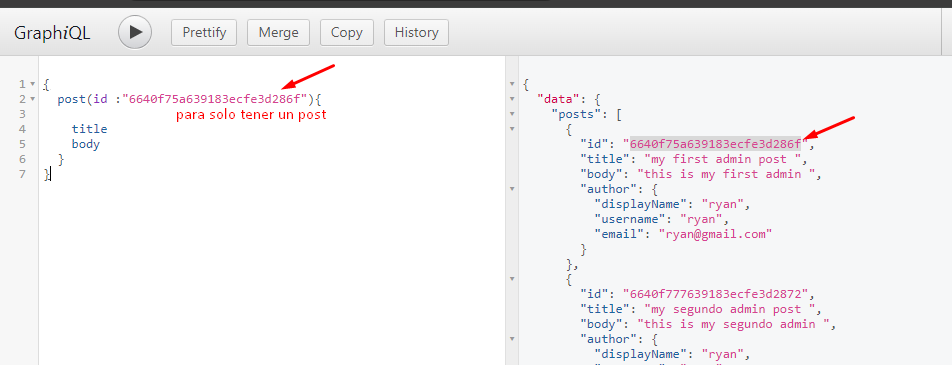 GraphiQL
Prettify
Merge
Copy
History
1 {
2 post(id :"6640f75a639183ecfe3d286f"){
3 para solo tener un post
4 title
5 body
6 }
7 }
{
"data": {
"posts": [
{
"id": "6640f75a639183ecfe3d286f",
"title": "my first admin post ",
"body": "this is my first admin ",
"author": {
"displayName": "ryan",
"username": "ryan",
"email": "ryan@gmail.com"
}
},
{
"id": "6640f777639183ecfe3d2872",
"title": "my segundo admin post ",
"body": "this is my segundo admin ",
"author": {
"displayName": "ryan",